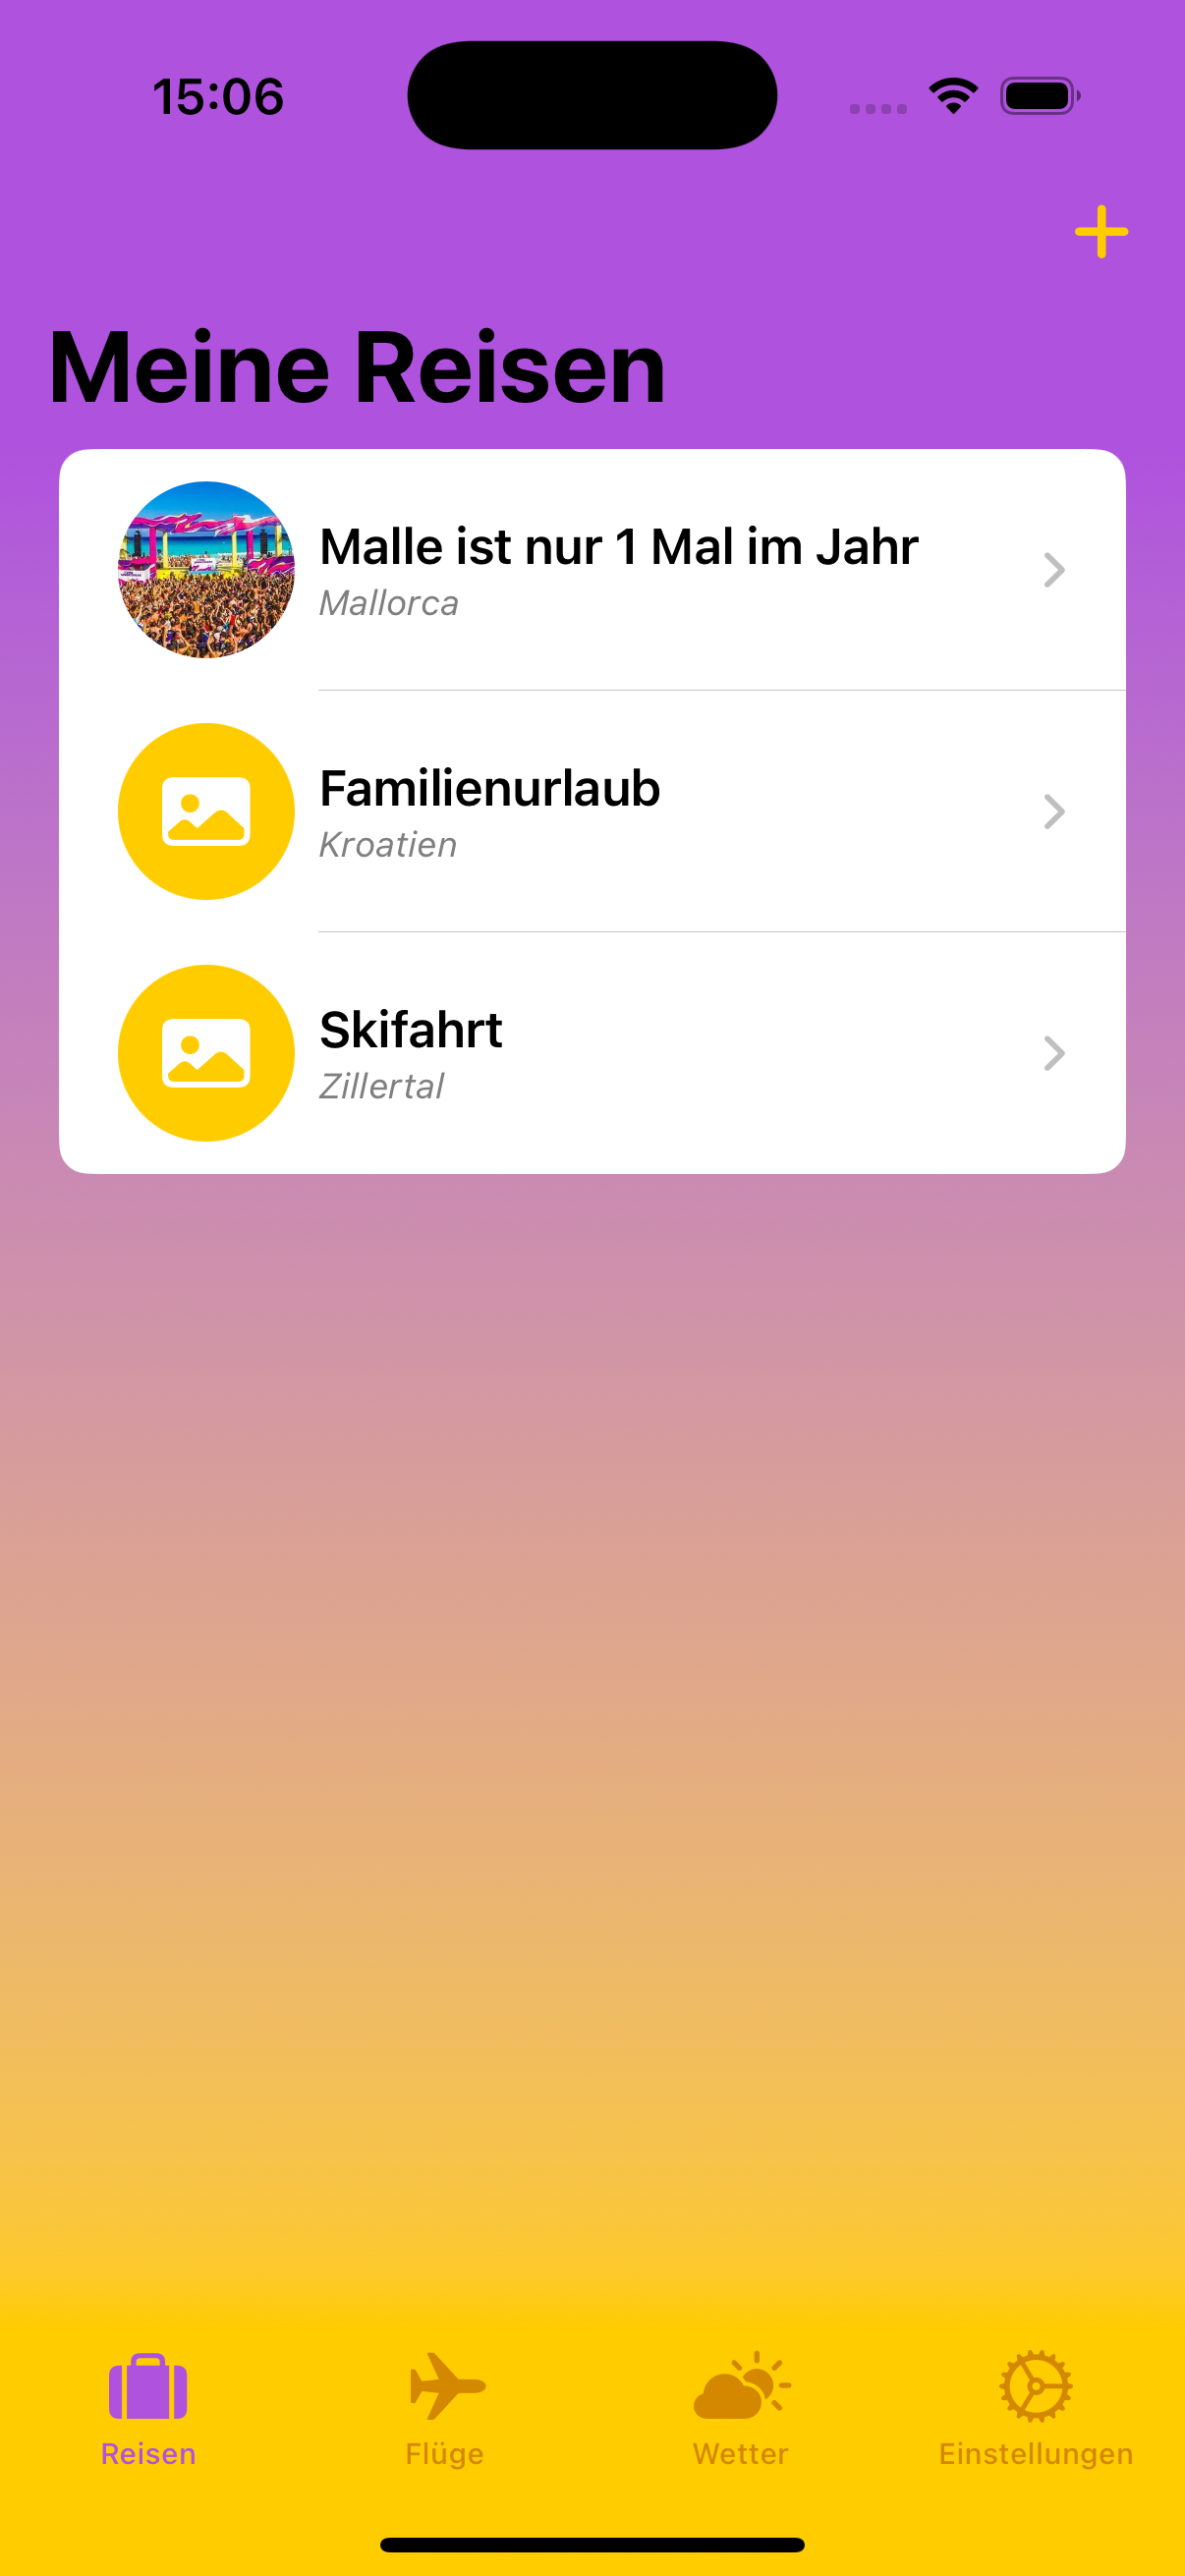 15:06
Meine Reisen
Malle ist nur 1 Mal im Jahr
Mallorca
Familienurlaub
Kroatien
Skifahrt
Zillertal
Reisen
Flüge
Wetter
Einstellungen